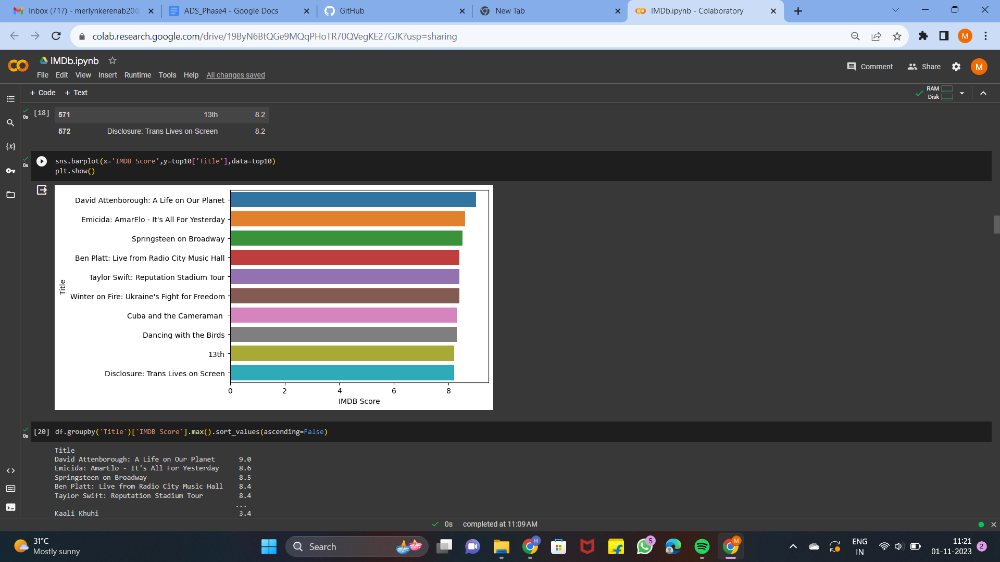 Inbox (717) - merlynkerenab20@
ADS_Phase4 - Google Docs
GitHub
New Tab
IMDb.ipynb - Colaboratory
colab.research.google.com/drive/19ByN6BtQGe9MQqPHoTR70QVegKE27GJK?usp=sharing
M
IMDb.ipynb
File Edit View Insert Runtime Tools Help All changes saved
Comment Share M
+ Code + Text
RAM
Disk
[18] 571 13th 8.2
0s
572 Disclosure: Trans Lives on Screen 8.2
{x}
sns.barplot(x='IMDB Score',y=top10['Title'],data=top10)
0s
plt.show()
David Attenborough: A Life on Our Planet
Emicida: AmarElo - It's All For Yesterday
Springsteen on Broadway
Ben Platt: Live from Radio City Music Hall
Taylor Swift: Reputation Stadium Tour
Title
Winter on Fire: Ukraine's Fight for Freedom
Cuba and the Cameraman
Dancing with the Birds
13th
Disclosure: Trans Lives on Screen
0 2 4 6 8
IMDB Score
[20] df.groupby('Title')['IMDB Score'].max().sort_values(ascending=False)
0s
Title
David Attenborough: A Life on Our Planet 9.0
Emicida: AmarElo - It's All For Yesterday 8.6
Springsteen on Broadway 8.5
Ben Platt: Live from Radio City Music Hall 8.4
Taylor Swift: Reputation Stadium Tour 8.4
...
Kaali Khuhi 3.4
0s completed at 11:09 AM
31°C
Mostly sunny
Search
H
5
M
ENG
IN
11:21
01-11-2023
2